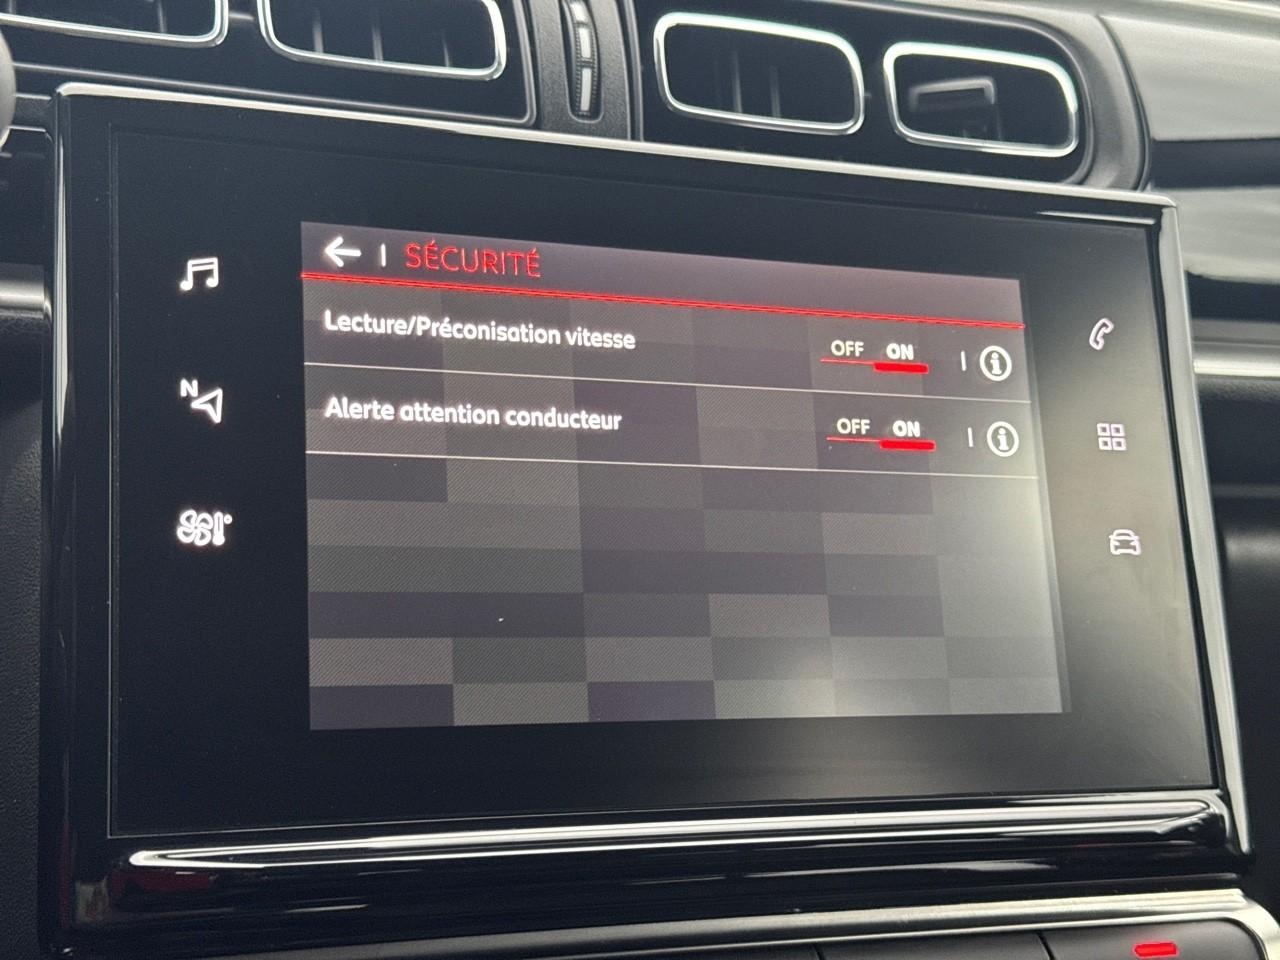 SÉCURITÉ
Lecture/Préconisation vitesse OFF ON
Alerte attention conducteur OFF ON
N